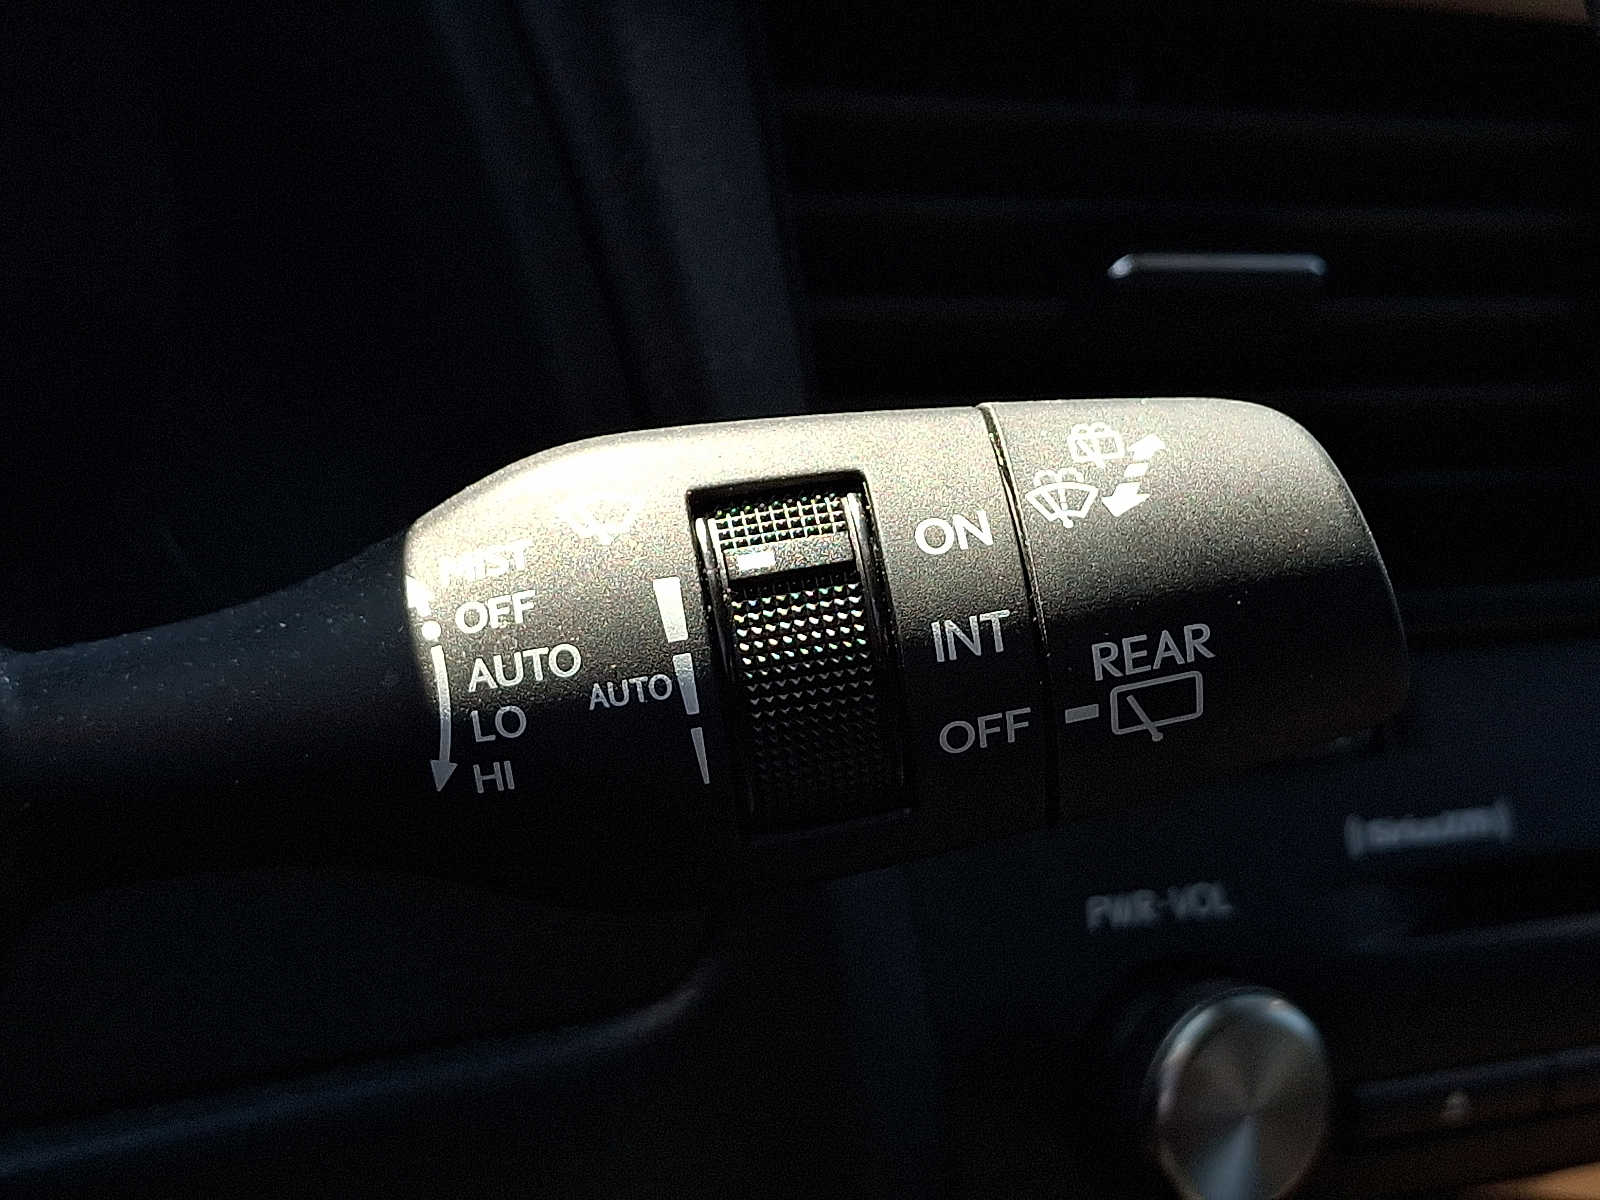 MIST
OFF
AUTO
LO
HI
AUTO
ON
INT
OFF
REAR
PWR·VOL